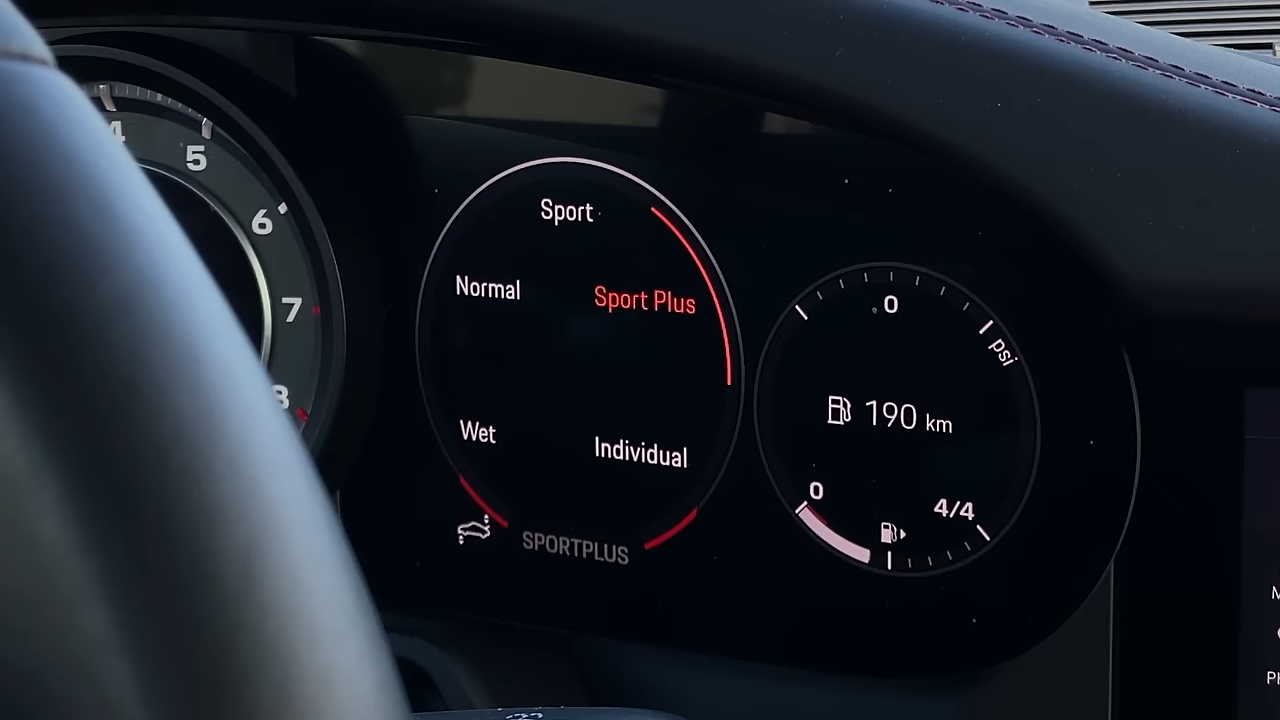 4
5
6
7
8
Sport
Normal
Sport Plus
Wet
Individual
SPORTPLUS
0
psi
190 km
0
4/4